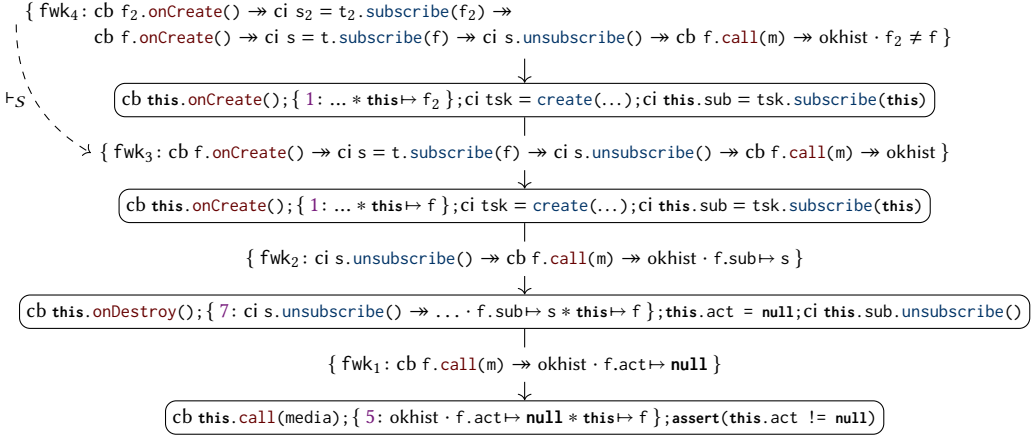 { fwk₄: cb f₂.onCreate() ↠ ci s₂ = t₂.subscribe(f₂) ↠
cb f.onCreate() ↠ ci s = t.subscribe(f) ↠ ci s.unsubscribe() ↠ cb f.call(m) ↠ okhist · f₂ ≠ f }
⊢S
cb this.onCreate();{ 1: … * this ↦ f₂ };ci tsk = create(…);ci this.sub = tsk.subscribe(this)
{ fwk₃: cb f.onCreate() ↠ ci s = t.subscribe(f) ↠ ci s.unsubscribe() ↠ cb f.call(m) ↠ okhist }
cb this.onCreate();{ 1: … * this ↦ f };ci tsk = create(…);ci this.sub = tsk.subscribe(this)
{ fwk₂: ci s.unsubscribe() ↠ cb f.call(m) ↠ okhist · f.sub ↦ s }
cb this.onDestroy();{ 7: ci s.unsubscribe() ↠ … · f.sub ↦ s * this ↦ f };this.act = null;ci this.sub.unsubscribe()
{ fwk₁: cb f.call(m) ↠ okhist · f.act ↦ null }
cb this.call(media);{ 5: okhist · f.act ↦ null * this ↦ f };assert(this.act != null)